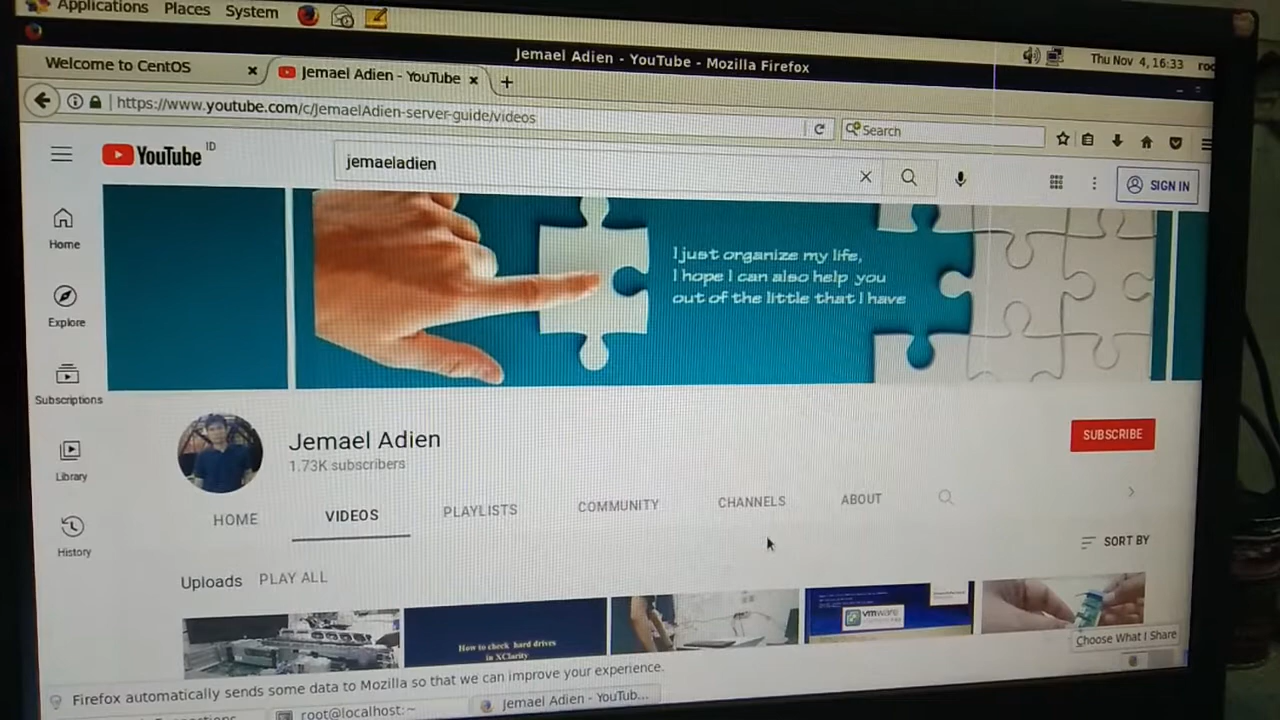 Applications Places System
Jemael Adien - YouTube - Mozilla Firefox
Thu Nov 4, 16:33
Welcome to CentOS
Jemael Adien - YouTube
https://www.youtube.com/c/JemaelAdien-server-guide/videos
Search
YouTube ID
jemaeladien
SIGN IN
Home
Explore
Subscriptions
Library
History
I just organize my life,
I hope I can also help you
out of the little that I have
Jemael Adien
1.73K subscribers
SUBSCRIBE
HOME VIDEOS PLAYLISTS COMMUNITY CHANNELS ABOUT
SORT BY
Uploads PLAY ALL
How to check hard drives
in XClarity
vmware
Choose What I Share
Firefox automatically sends some data to Mozilla so that we can improve your experience.
root@localhost:~
Jemael Adien - YouTub...